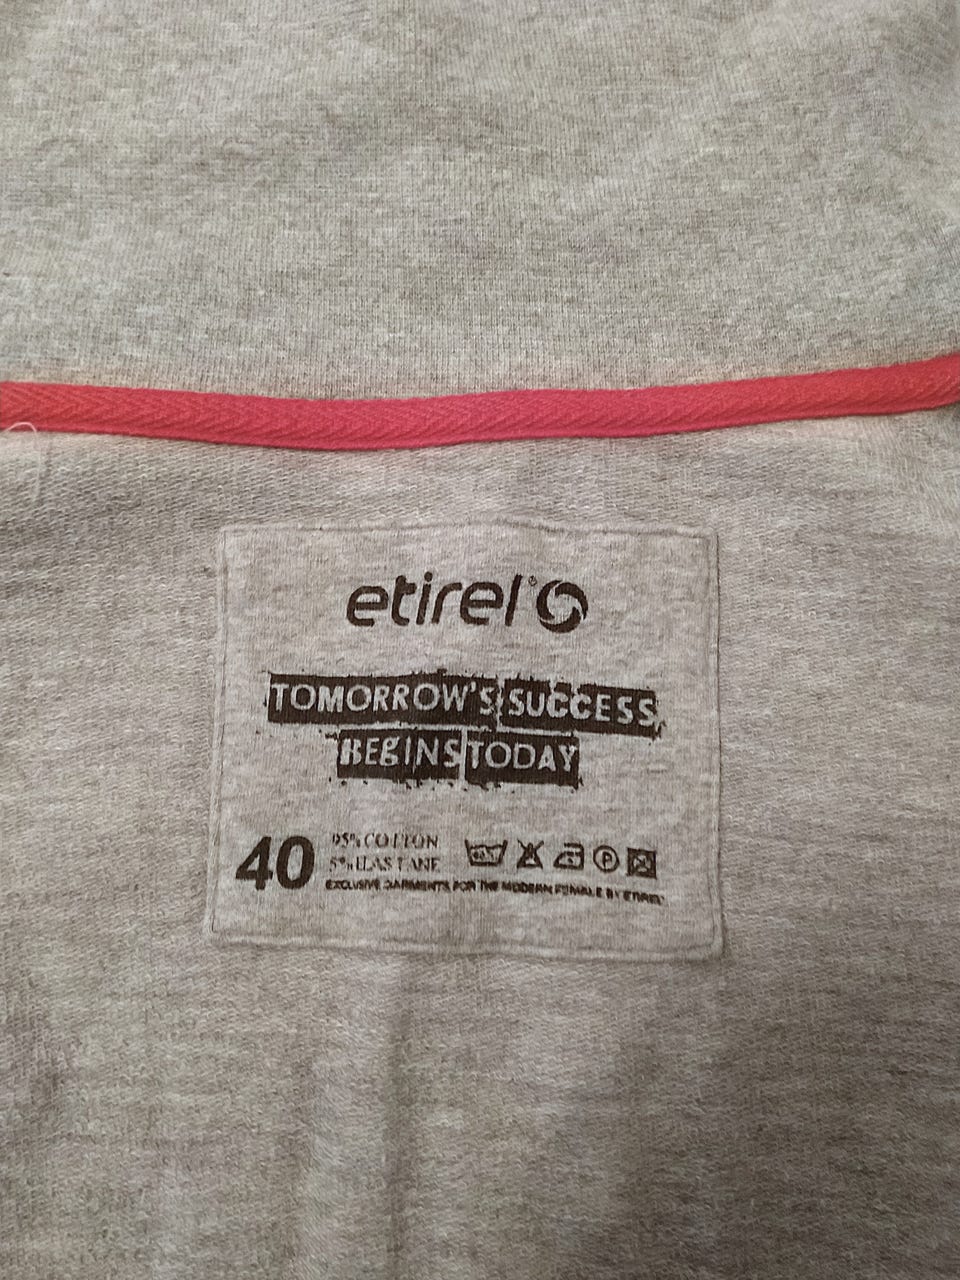 etirel®
TOMORROW'S SUCCESS
BEGINS TODAY
40
95% COTTON
5% ELASTANE
P
EXCLUSIVE GARMENTS FOR THE MODERN FEMALE BY ETIREL